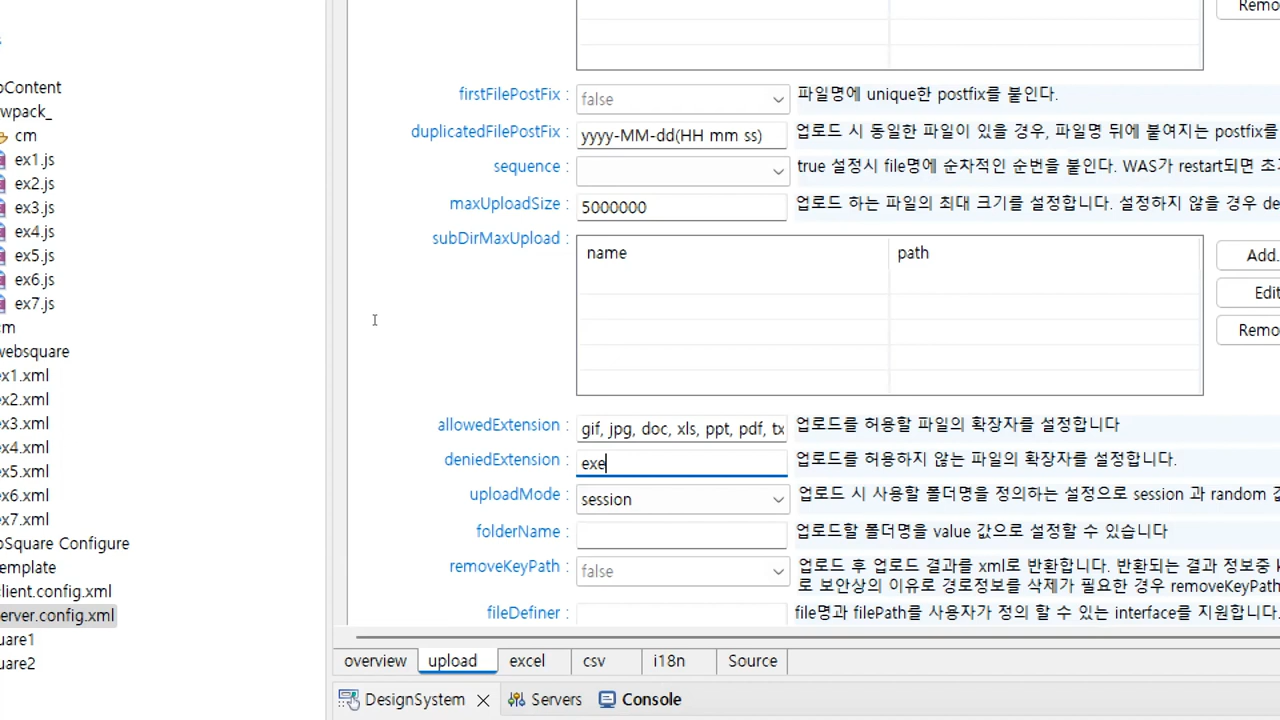 oContent
wpack_
cm
ex1.js
ex2.js
ex3.js
ex4.js
ex5.js
ex6.js
ex7.js
cm
websquare
ex1.xml
ex2.xml
ex3.xml
ex4.xml
ex5.xml
ex6.xml
ex7.xml
oSquare Configure
template
client.config.xml
erver.config.xml
uare1
uare2
Remo
firstFilePostFix : false 파일명에 unique한 postfix를 붙인다.
duplicatedFilePostFix : yyyy-MM-dd(HH mm ss) 업로드 시 동일한 파일이 있을 경우, 파일명 뒤에 붙여지는 postfix를
sequence : true 설정시 file명에 순차적인 순번을 붙인다. WAS가 restart되면 초
maxUploadSize : 5000000 업로드 하는 파일의 최대 크기를 설정합니다. 설정하지 않을 경우 de
subDirMaxUpload : name path Add.
Edit
Remo
allowedExtension : gif, jpg, doc, xls, ppt, pdf, tx 업로드를 허용할 파일의 확장자를 설정합니다
deniedExtension : exe 업로드를 허용하지 않는 파일의 확장자를 설정합니다.
uploadMode : session 업로드 시 사용할 폴더명을 정의하는 설정으로 session 과 random 값
folderName : 업로드할 폴더명을 value 값으로 설정할 수 있습니다
removeKeyPath : false 업로드 후 업로드 결과를 xml로 반환합니다. 반환되는 결과 정보중 k
로 보안상의 이유로 경로정보를 삭제가 필요한 경우 removeKeyPath
fileDefiner : file명과 filePath를 사용자가 정의 할 수 있는 interface를 지원합니다.
overview upload excel csv i18n Source
DesignSystem Servers Console